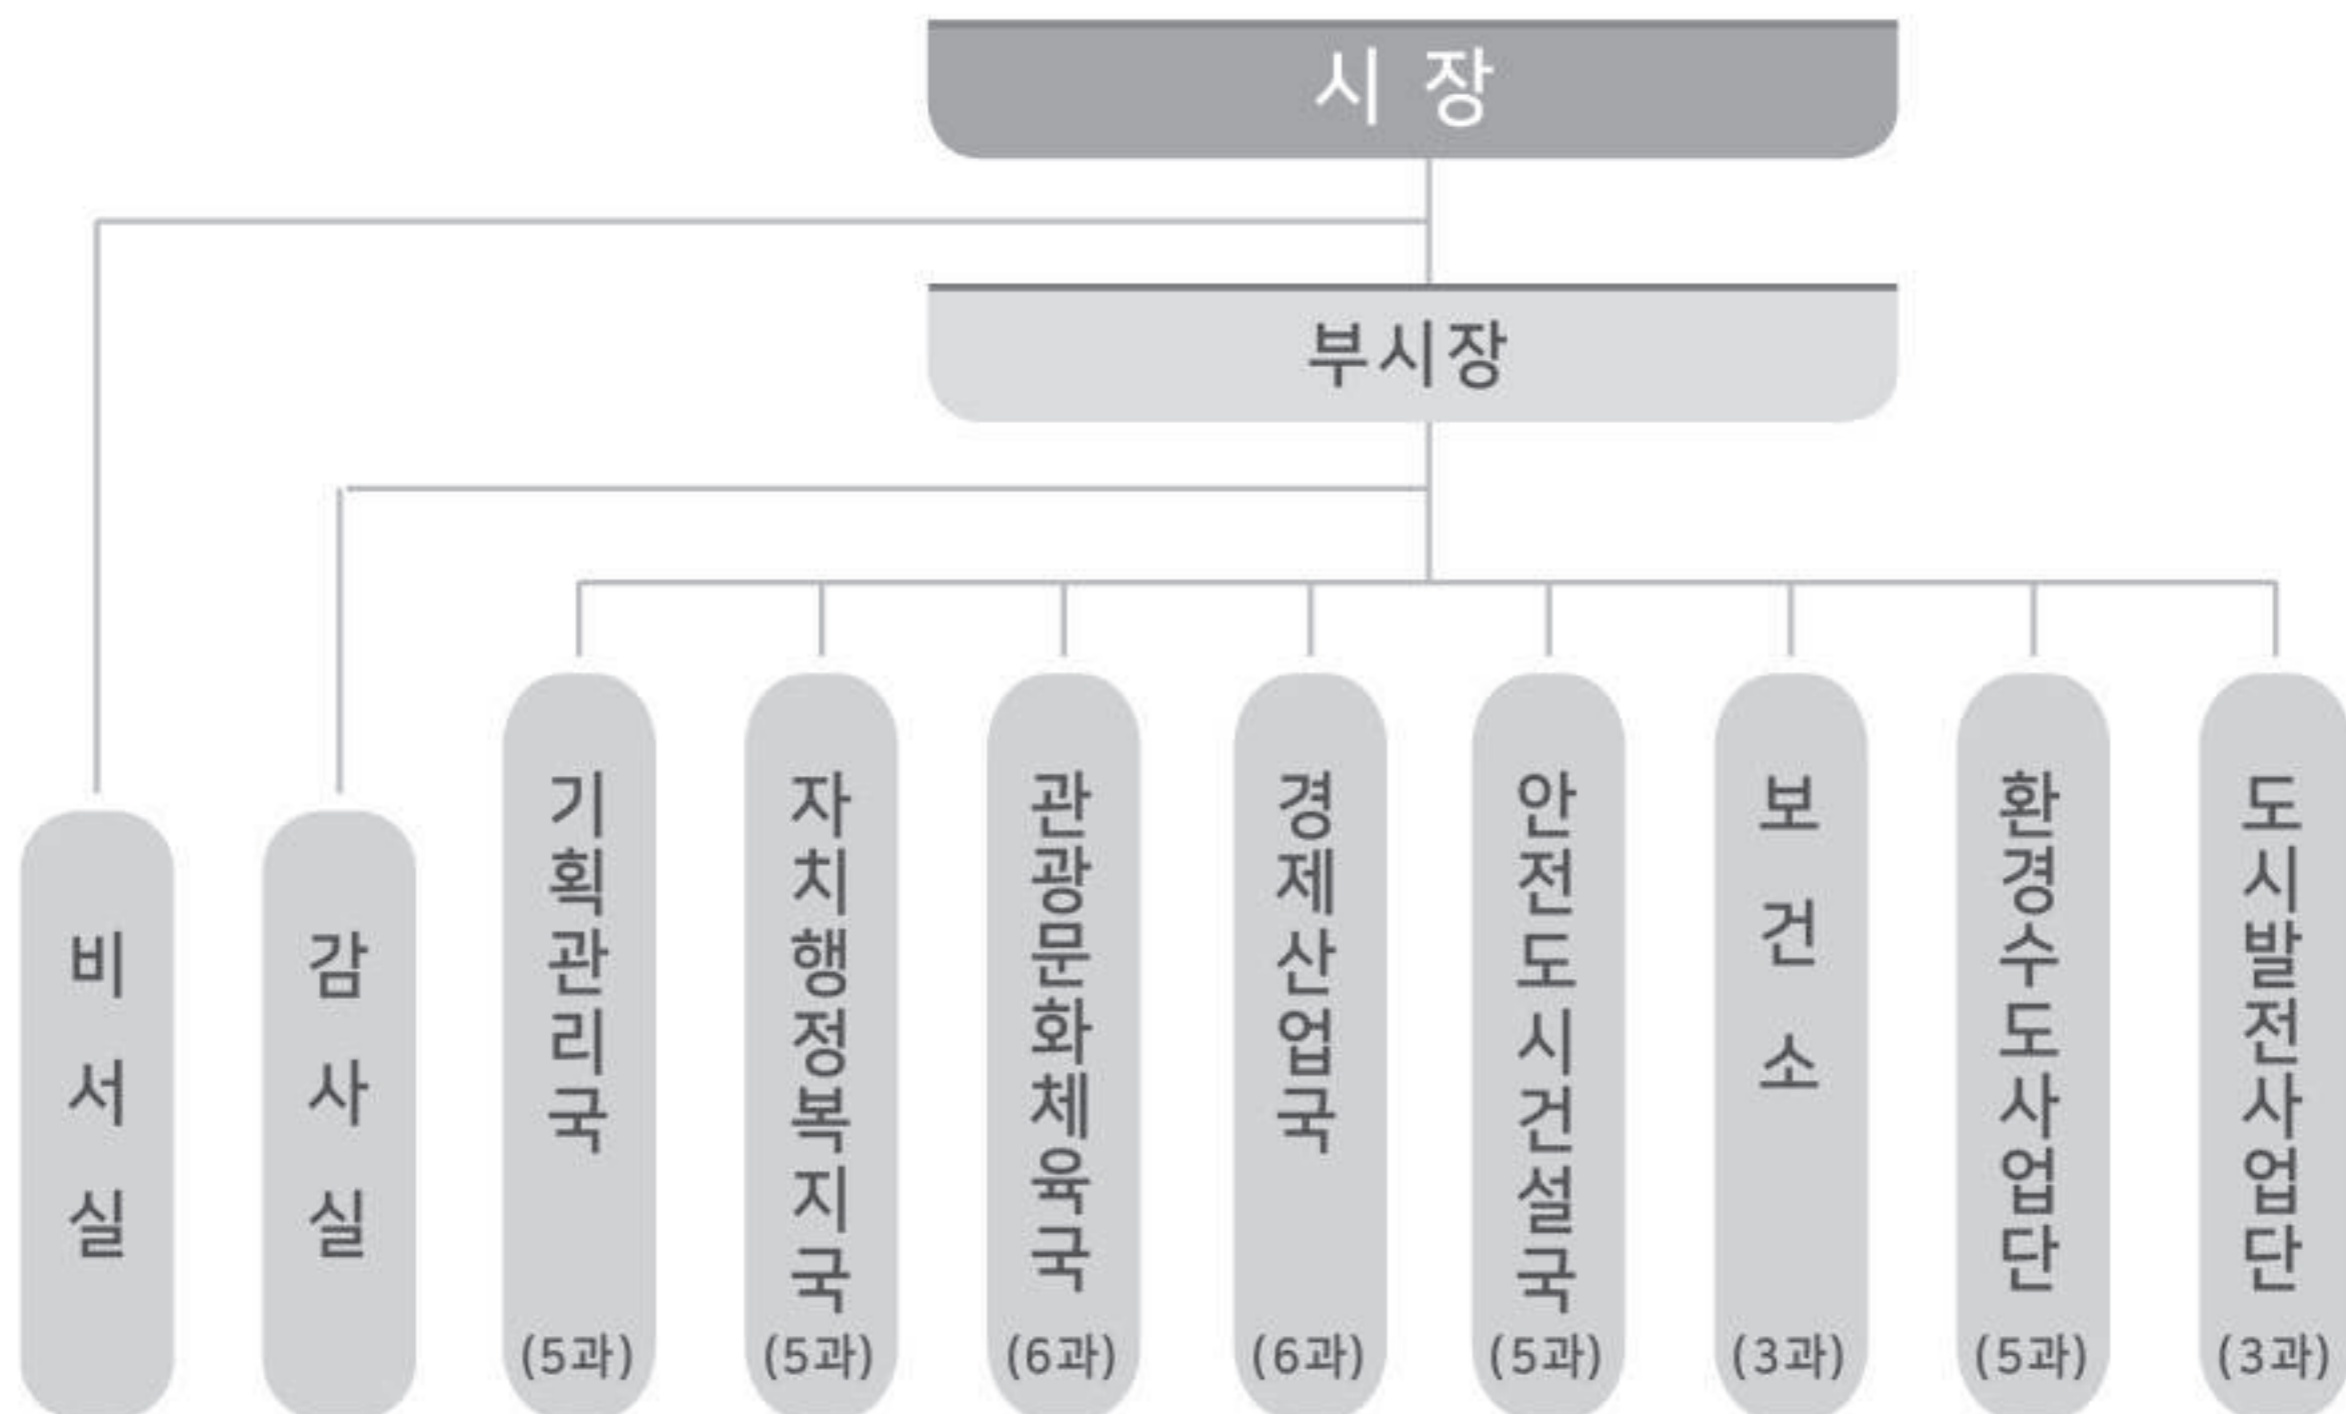 시 장
부시장
비서실
감사실
기획관리국
(5과)
자치행정복지국
(5과)
관광문화체육국
(6과)
경제산업국
(6과)
안전도시건설국
(5과)
보건소
(3과)
환경수도사업단
(5과)
도시발전사업단
(3과)